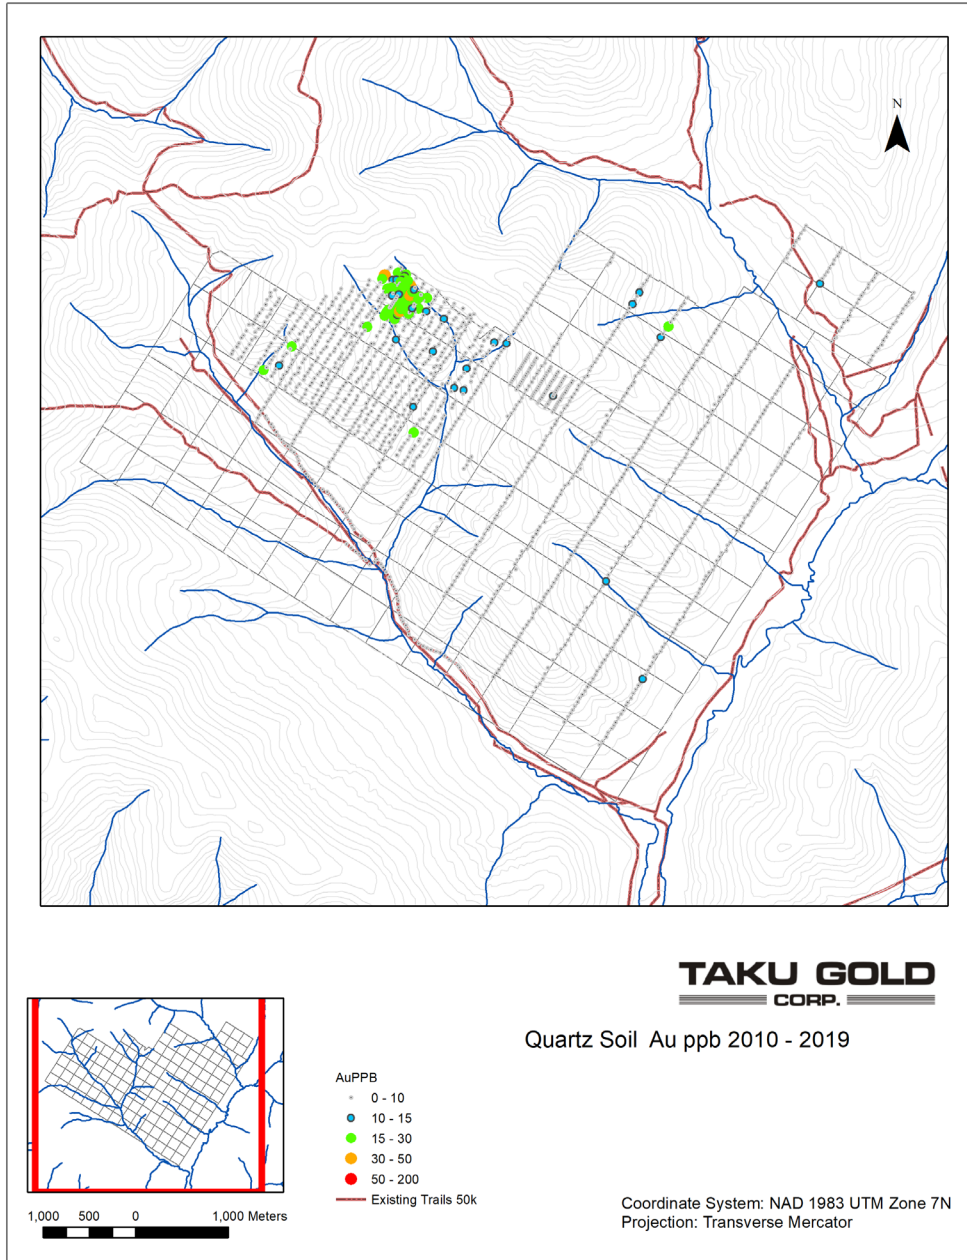 N
TAKU GOLD
CORP.
Quartz Soil Au ppb 2010 - 2019
AuPPB
0 - 10
10 - 15
15 - 30
30 - 50
50 - 200
Existing Trails 50k
1,000 500 0 1,000 Meters
Coordinate System: NAD 1983 UTM Zone 7N
Projection: Transverse Mercator